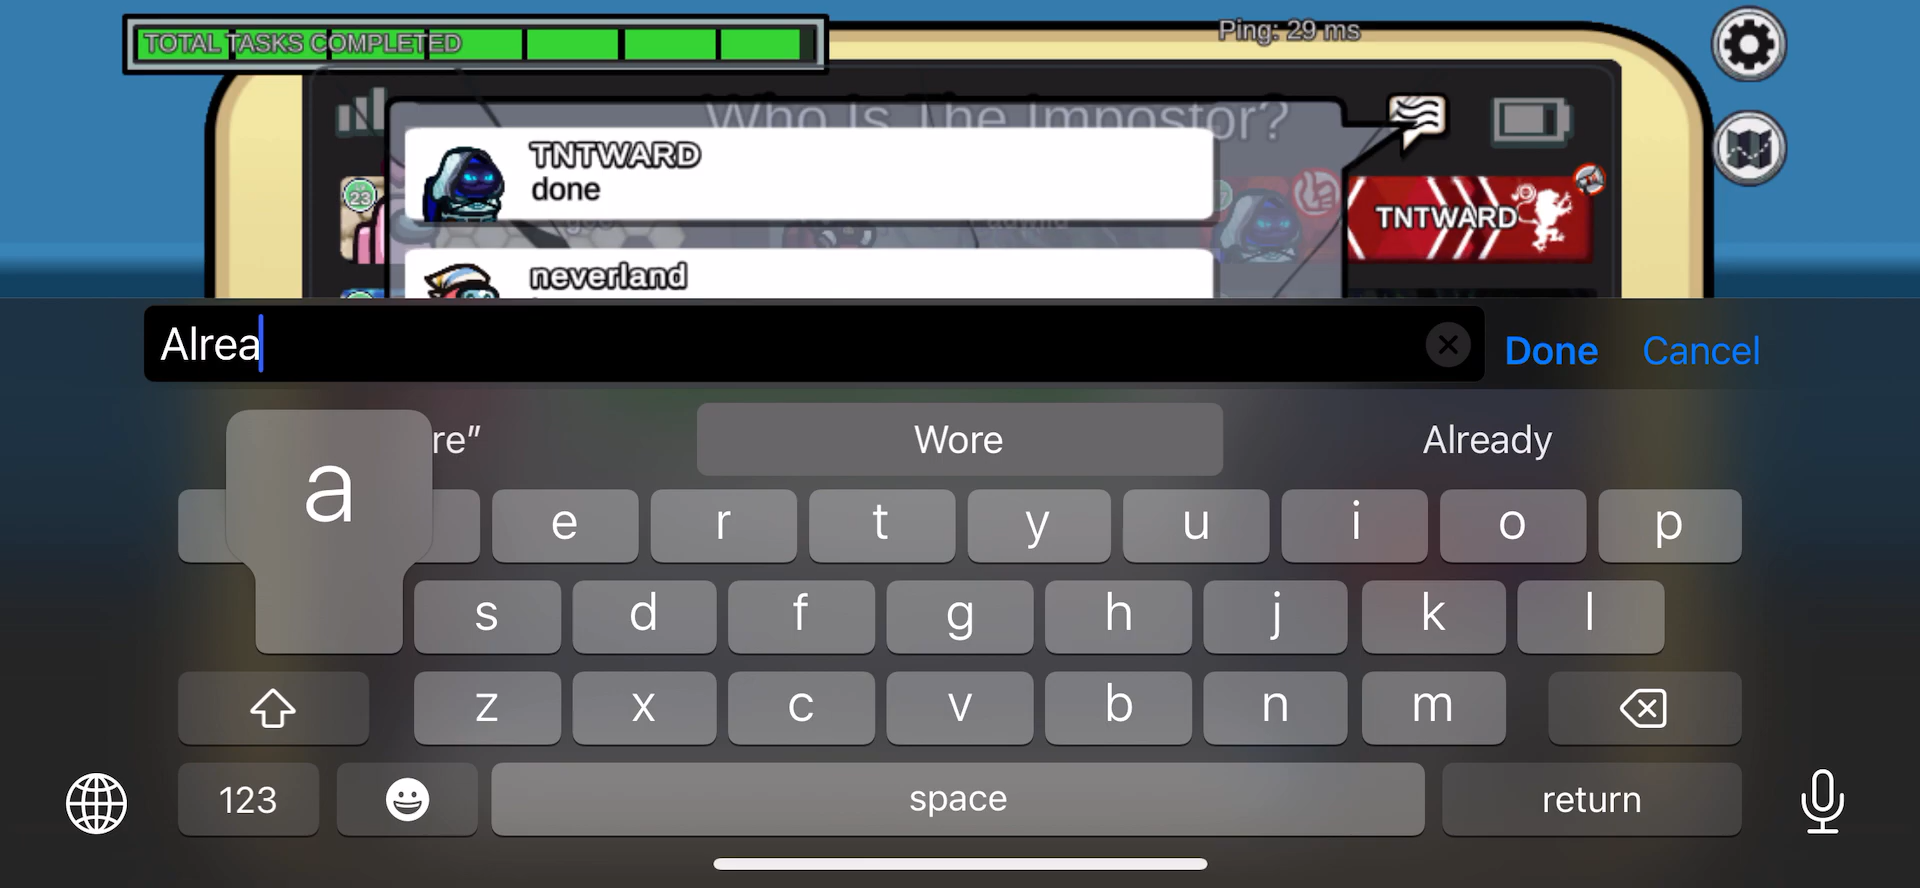 TOTAL TASKS COMPLETED
Ping: 29 ms
Who Is The Impostor?
TNTWARD
done
23
TNTWARD
neverland
Alrea
Done
Cancel
re”
Wore
Already
a
e r t y u i o p
s d f g h j k l
z x c v b n m
123
space
return